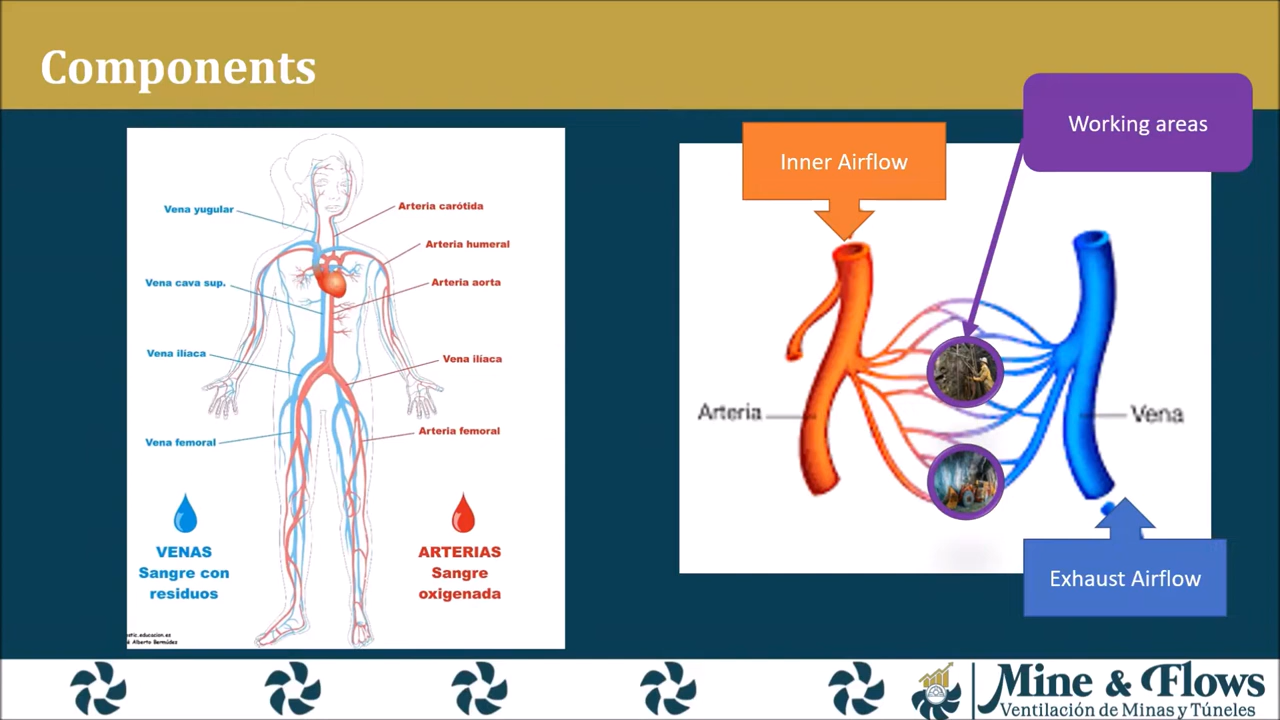 Components
Vena yugular
Arteria carótida
Arteria humeral
Vena cava sup.
Arteria aorta
Vena ilíaca
Vena ilíaca
Vena femoral
Arteria femoral
VENAS
Sangre con
residuos
ARTERIAS
Sangre
oxigenada
Alberto Bermúdes
Inner Airflow
Working areas
Arteria
Vena
Exhaust Airflow
Mine & Flows
Ventilación de Minas y Túneles